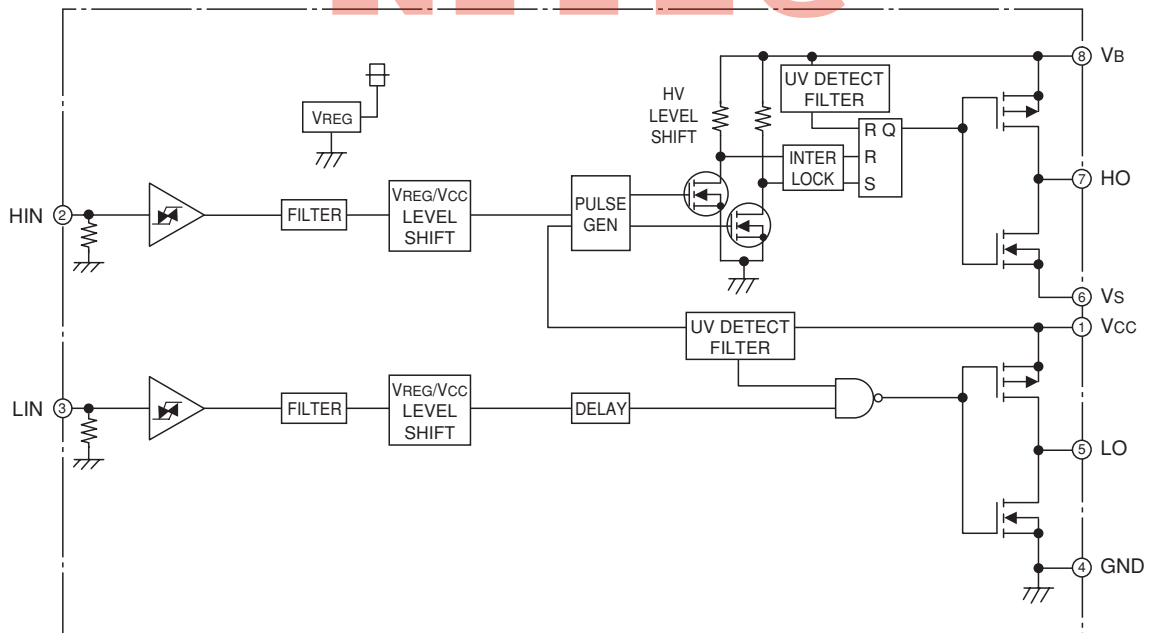 VREG
HV
LEVEL
SHIFT
UV DETECT
FILTER
R Q
R
S
INTER
LOCK
8 VB
7 HO
6 VS
HIN 2
FILTER
VREG/VCC
LEVEL
SHIFT
PULSE
GEN
UV DETECT
FILTER
1 VCC
LIN 3
FILTER
VREG/VCC
LEVEL
SHIFT
DELAY
5 LO
4 GND